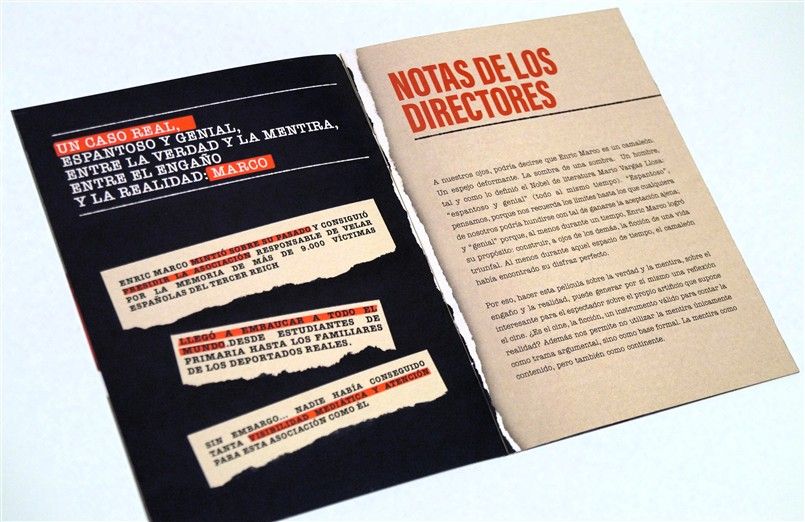 UN CASO REAL,
ESPANTOSO Y GENIAL,
ENTRE LA VERDAD Y LA MENTIRA,
ENTRE EL ENGAÑO
Y LA REALIDAD: MARCO
ENRIC MARCO MINTIÓ SOBRE SU PASADO Y CONSIGUIÓ
PRESIDIR LA ASOCIACIÓN RESPONSABLE DE VELAR
POR LA MEMORIA DE MÁS DE 9.000 VÍCTIMAS
ESPAÑOLAS DEL TERCER REICH
LLEGÓ A EMBAUCAR A TODO EL
MUNDO.DESDE ESTUDIANTES DE
PRIMARIA HASTA LOS FAMILIARES
DE LOS DEPORTADOS REALES.
SIN EMBARGO... NADIE HABÍA CONSEGUIDO
TANTA VISIBILIDAD MEDIÁTICA Y ATENCIÓN
PARA ESTA ASOCIACIÓN COMO ÉL
NOTAS DE LOS
DIRECTORES
A nuestros ojos, podría decirse que Enric Marco es un camaleón.
Un espejo deformante. La sombra de una sombra. Un hombre,
tal y como lo definió el Nobel de literatura Mario Vargas Llosa:
"espantoso y genial" (todo al mismo tiempo). "Espantoso",
pensamos, porque nos recuerda los límites hasta los que cualquiera
de nosotros podría hundirse con tal de ganarse la aceptación ajena;
y "genial" porque, al menos durante un tiempo, Enric Marco logró
su propósito: construir, a ojos de los demás, la ficción de una vida
triunfal. Al menos durante aquel espacio de tiempo, el camaleón
había encontrado su disfraz perfecto.
Por eso, hacer esta película sobre la verdad y la mentira, sobre el
engaño y la realidad, puede generar por sí mismo una reflexión
interesante para el espectador sobre el propio artificio que supone
el cine. ¿Es el cine, la ficción, un instrumento válido para contar la
realidad? Además nos permite no utilizar la mentira únicamente
como trama argumental, sino como base formal. La mentira como
contenido, pero también como continente.